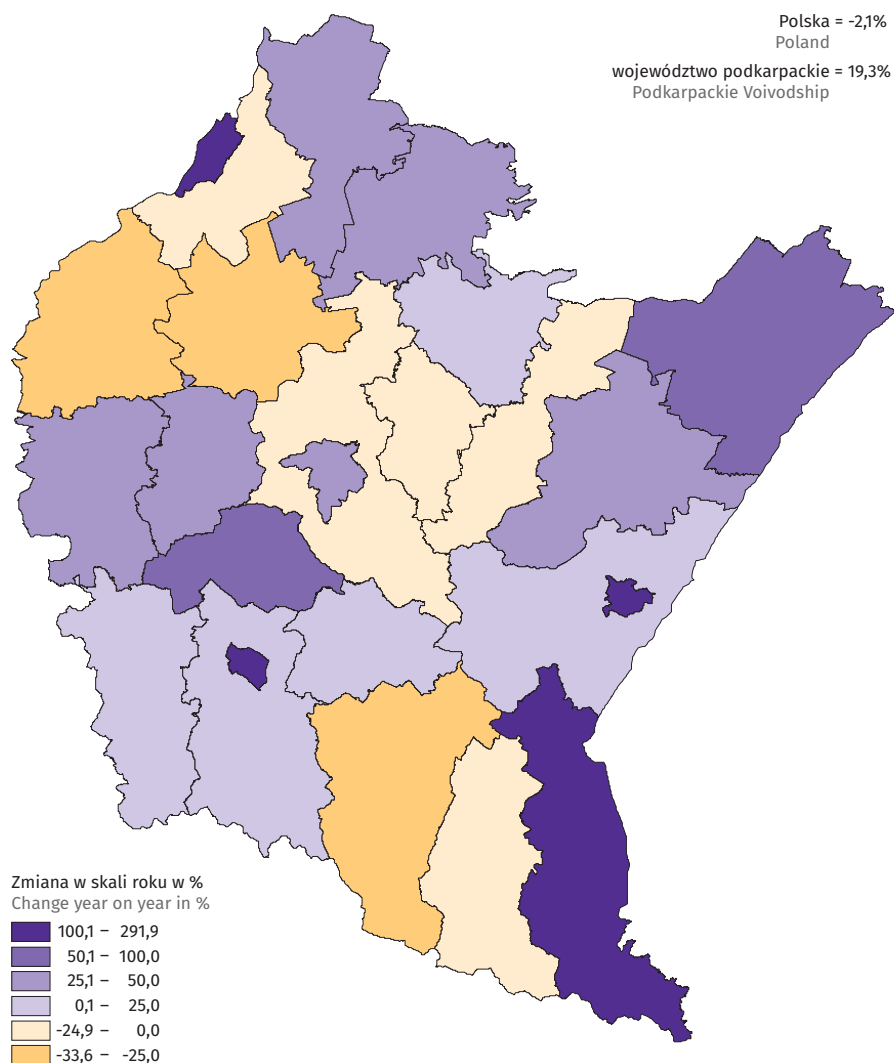 Polska = -2,1%
Poland
województwo podkarpackie = 19,3%
Podkarpackie Voivodship
Zmiana w skali roku w %
Change year on year in %
100,1 – 291,9
50,1 – 100,0
25,1 – 50,0
0,1 – 25,0
-24,9 – 0,0
-33,6 – -25,0